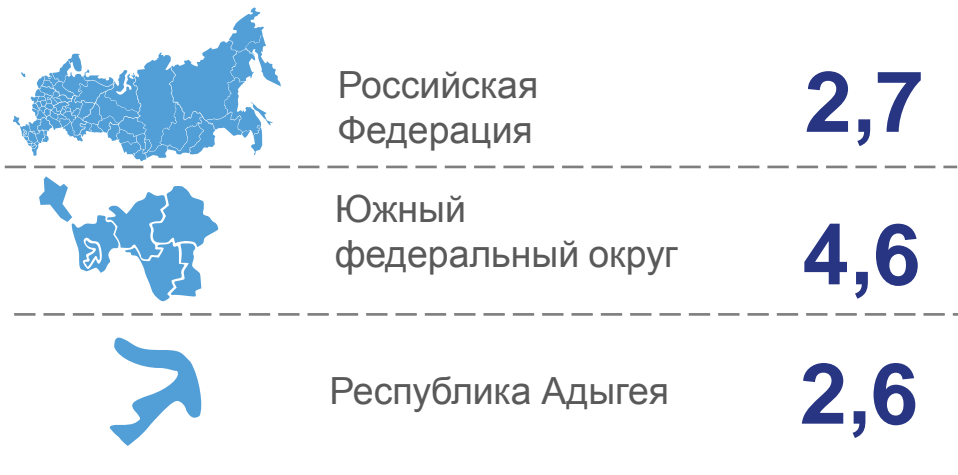 Российская
Федерация
2,7
Южный
федеральный округ
4,6
Республика Адыгея
2,6